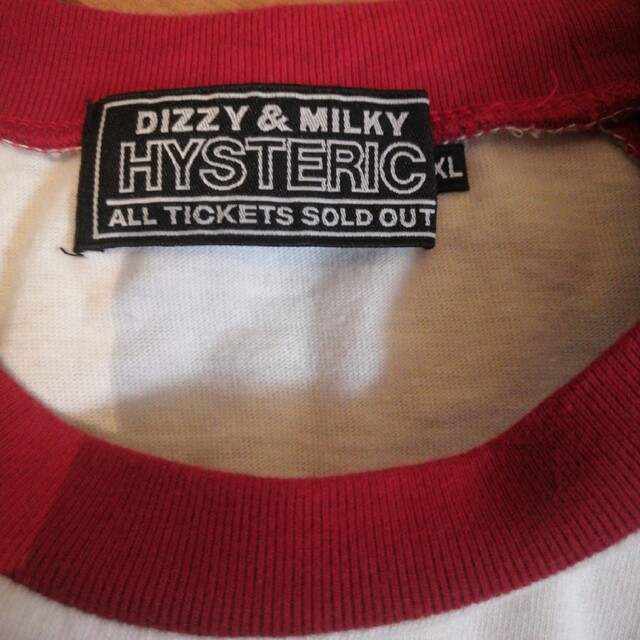 DIZZY & MILKY
HYSTERIC
XL
ALL TICKETS SOLD OUT